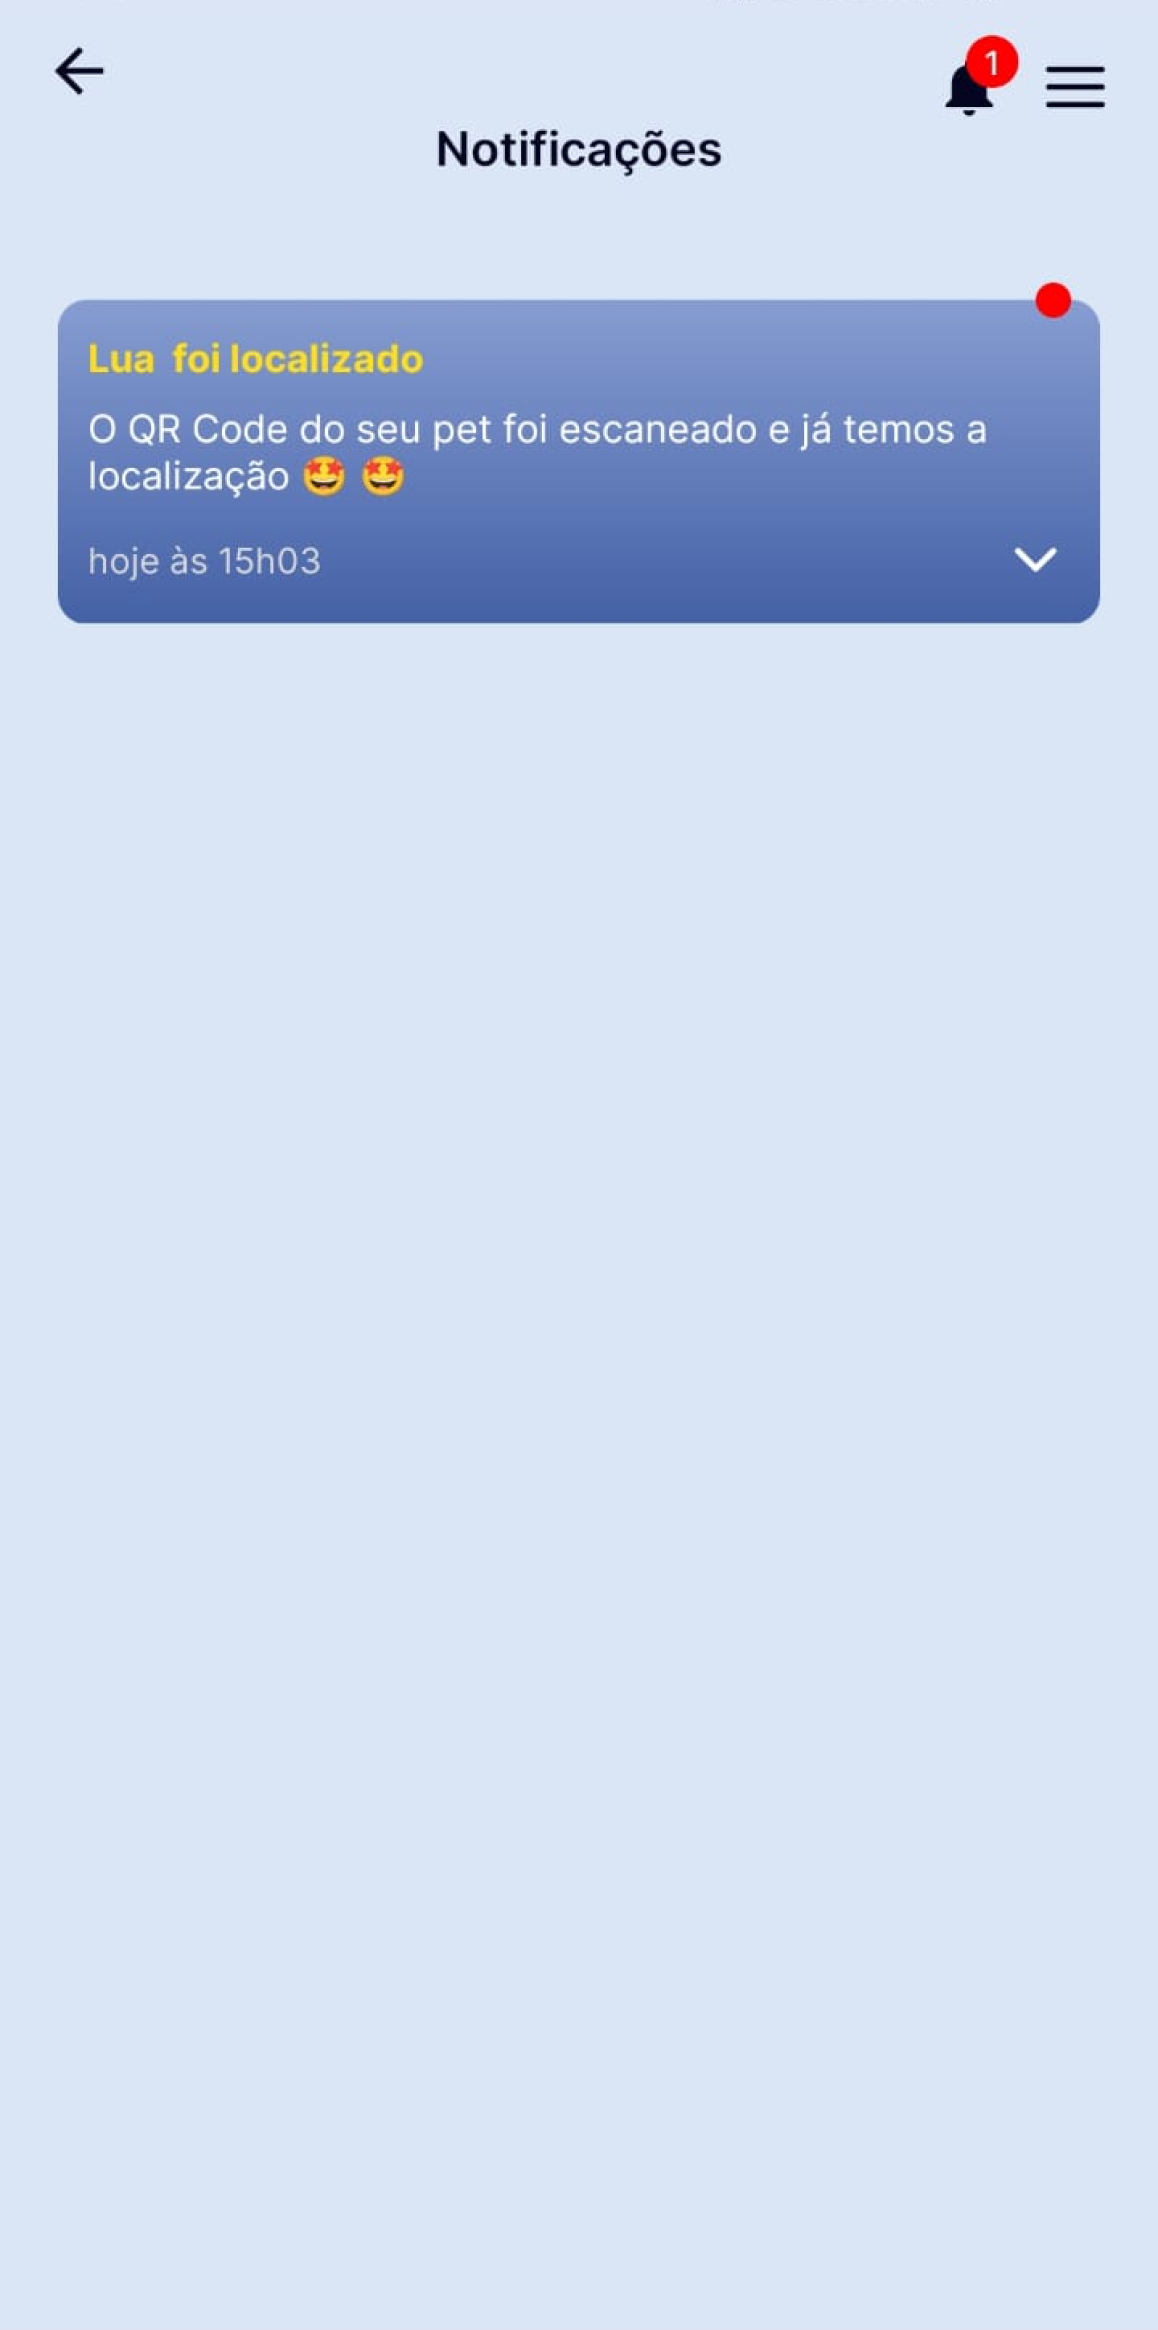 1
Notificações
Lua foi localizado
O QR Code do seu pet foi escaneado e já temos a
localização 🤩 🤩
hoje às 15h03